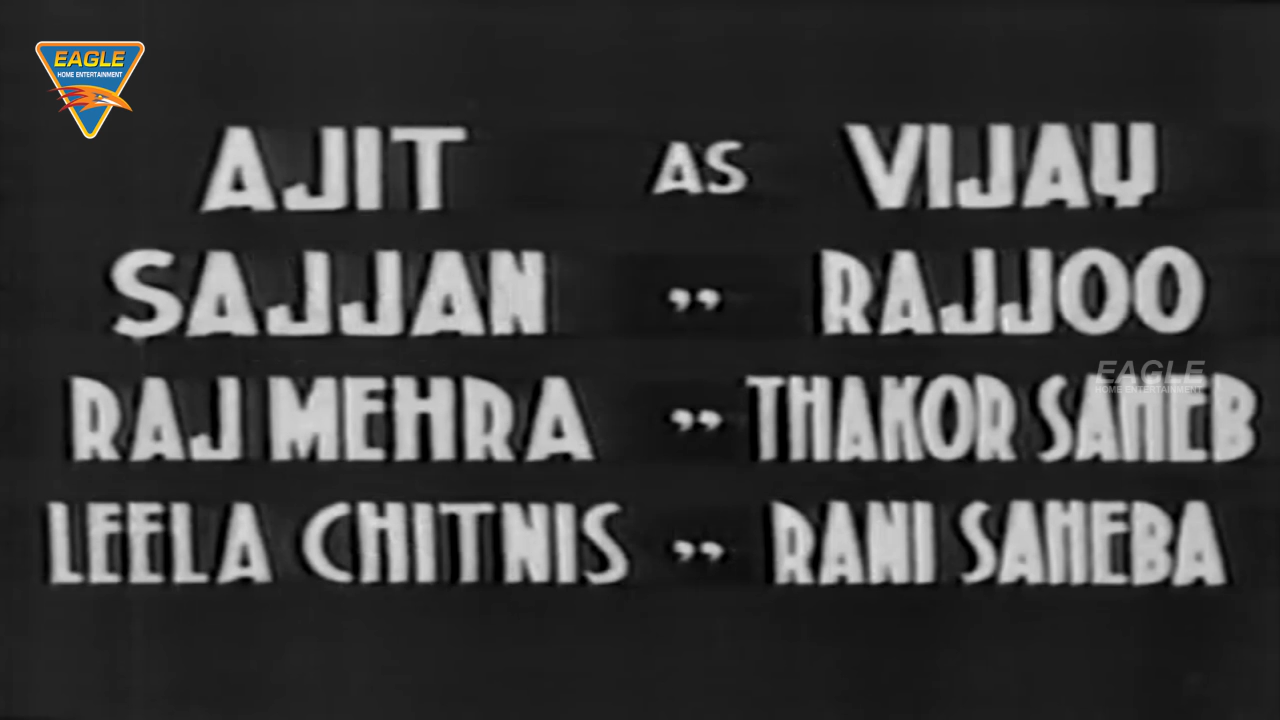 EAGLE
HOME ENTERTAINMENT
AJIT AS VIJAY
SAJJAN " RAJJOO
RAJ MEHRA " THAKOR SAHEB
EAGLE
HOME ENTERTAINMENT
LEELA CHITNIS " RANI SAHEBA